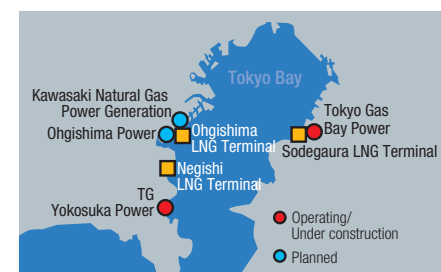 Tokyo Bay
Kawasaki Natural Gas
Power Generation
Ohgishima Power
Ohgishima
LNG Terminal
Tokyo Gas
Bay Power
Sodegaura LNG Terminal
Negishi
LNG Terminal
TG
Yokosuka Power
Operating/
Under construction
Planned